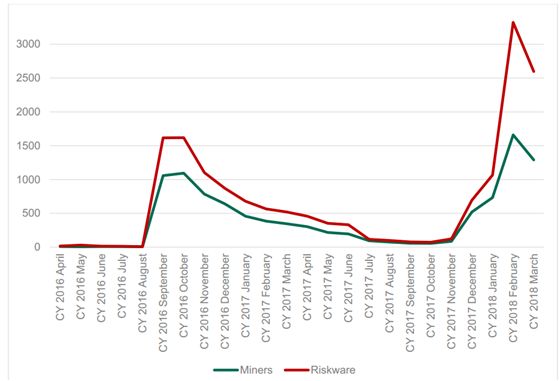 3000
2500
2000
1500
1000
500
0
CY 2016 April
CY 2016 May
CY 2016 June
CY 2016 July
CY 2016 August
CY 2016 September
CY 2016 October
CY 2016 November
CY 2016 December
CY 2017 January
CY 2017 February
CY 2017 March
CY 2017 April
CY 2017 May
CY 2017 June
CY 2017 July
CY 2017 August
CY 2017 September
CY 2017 October
CY 2017 November
CY 2017 December
CY 2018 January
CY 2018 February
CY 2018 March
Miners Riskware